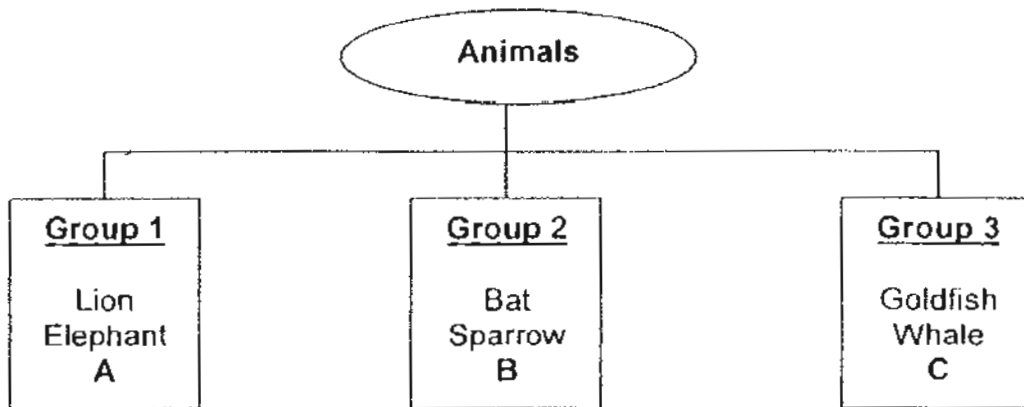 Animals
Group 1
Lion
Elephant
A
Group 2
Bat
Sparrow
B
Group 3
Goldfish
Whale
C